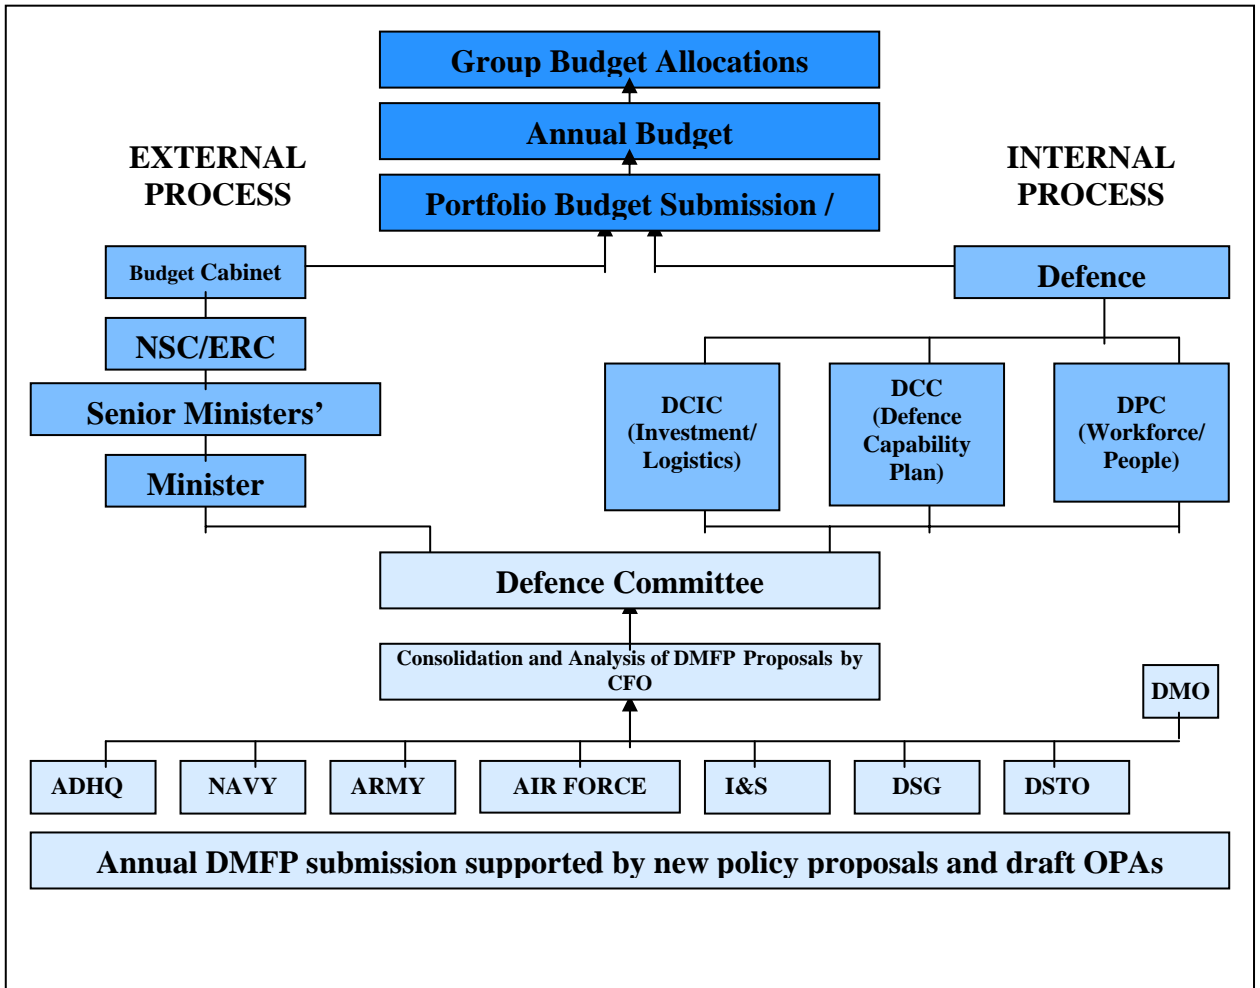 Group Budget Allocations
Annual Budget
EXTERNAL
PROCESS
INTERNAL
PROCESS
Portfolio Budget Submission /
Budget Cabinet
Defence
NSC/ERC
Senior Ministers’
Minister
DCIC
(Investment/
Logistics)
DCC
(Defence
Capability
Plan)
DPC
(Workforce/
People)
Defence Committee
Consolidation and Analysis of DMFP Proposals by
CFO
DMO
ADHQ
NAVY
ARMY
AIR FORCE
I&S
DSG
DSTO
Annual DMFP submission supported by new policy proposals and draft OPAs